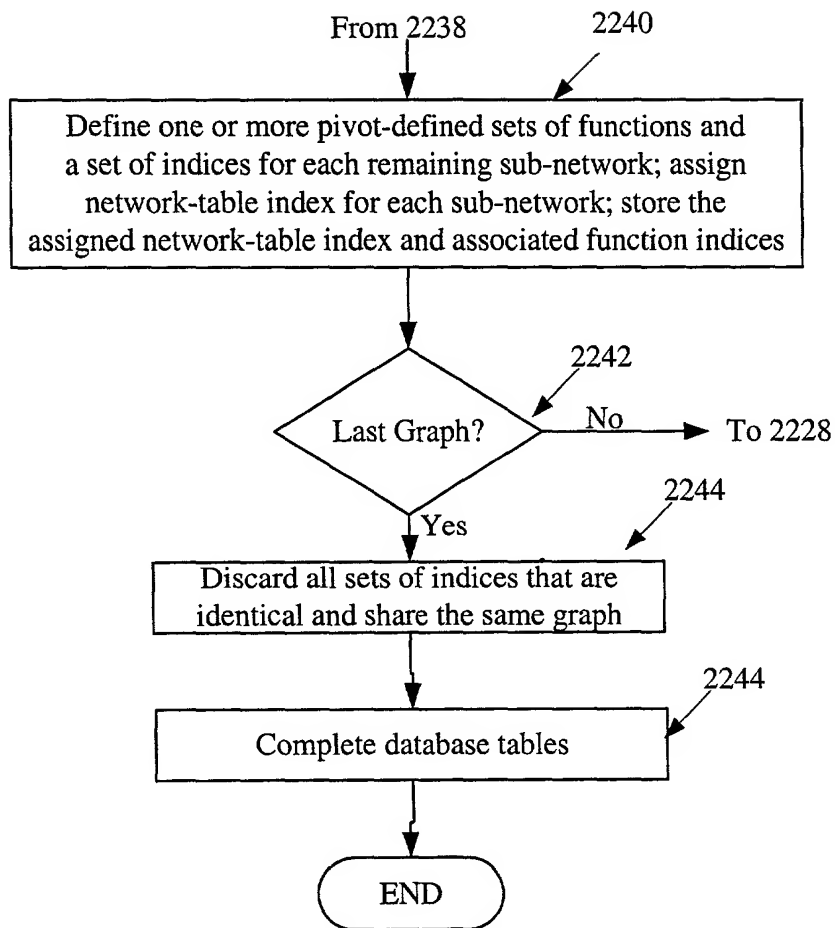 From 2238
2240
Define one or more pivot-defined sets of functions and
a set of indices for each remaining sub-network; assign
network-table index for each sub-network; store the
assigned network-table index and associated function indices
2242
Last Graph?
No
To 2228
Yes
2244
Discard all sets of indices that are
identical and share the same graph
2244
Complete database tables
END